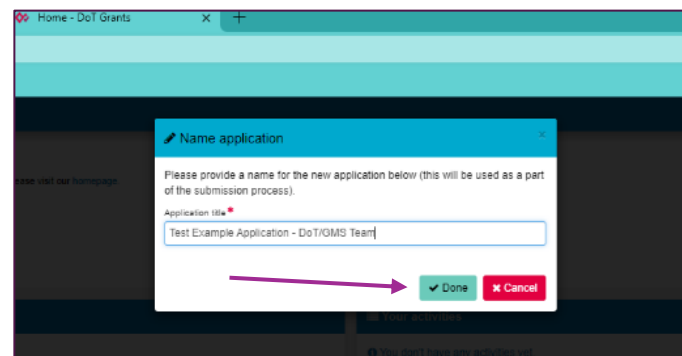 Home - DoT Grants
Name application
ease visit our homepage.
Please provide a name for the new application below (this will be used as a part
of the submission process).
Application title *
Test Example Application - DoT/GMS Team
Done
Cancel
Your activities
You don't have any activities yet